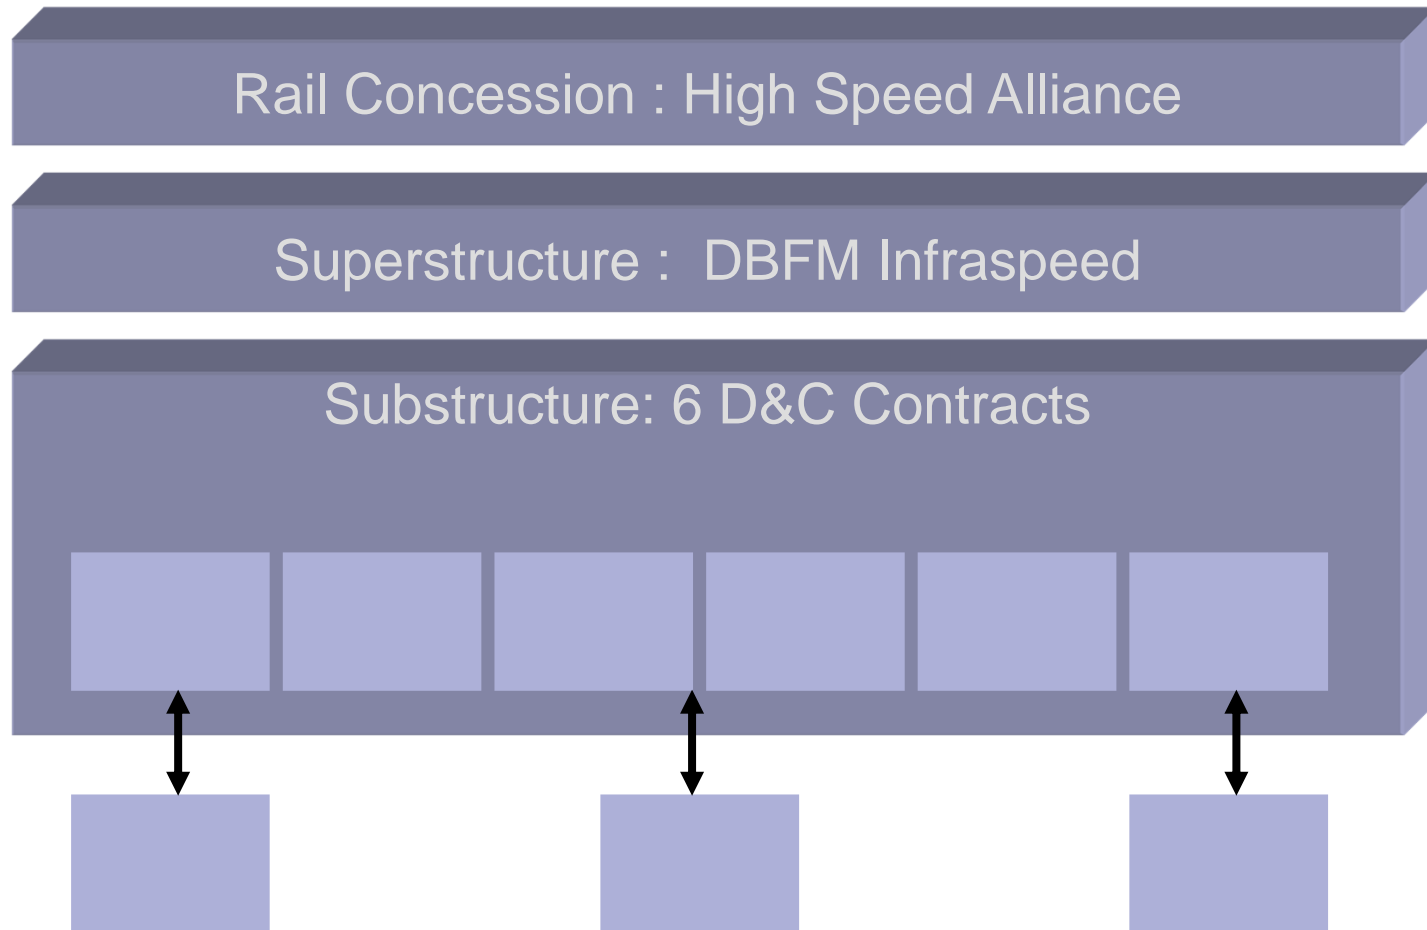 Rail Concession : High Speed Alliance
Superstructure :  DBFM Infraspeed
Substructure: 6 D&C Contracts